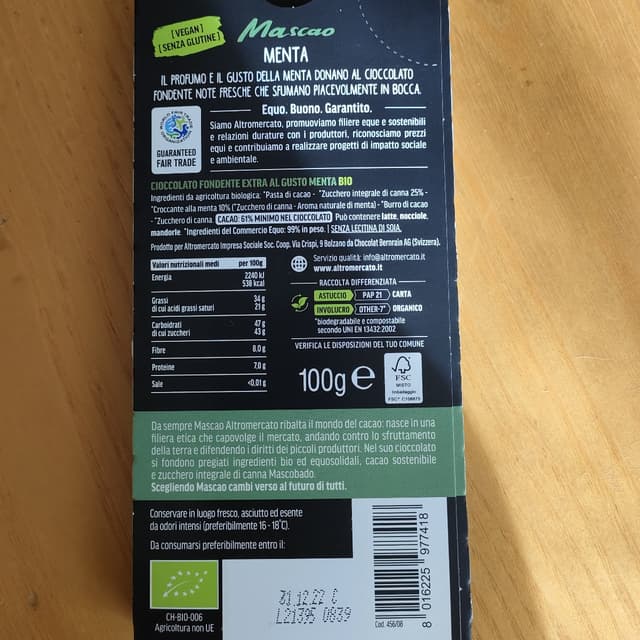 [VEGAN]
[SENZA GLUTINE]
Mascao
MENTA
IL PROFUMO E IL GUSTO DELLA MENTA DONANO AL CIOCCOLATO
FONDENTE NOTE FRESCHE CHE SFUMANO PIACEVOLMENTE IN BOCCA.
Equo. Buono. Garantito.
Siamo Altromercato, promuoviamo filiere eque e sostenibili
e relazioni durature con i produttori, riconosciamo prezzi
equi e contribuiamo a realizzare progetti di impatto sociale
e ambientale.
GUARANTEED
FAIR TRADE
CIOCCOLATO FONDENTE EXTRA AL GUSTO MENTA BIO
Ingredienti da agricoltura biologica: *Pasta di cacao - *Zucchero integrale di canna 25% -
*Croccante alla menta 10% (*Zucchero di canna - Aroma naturale di menta) - *Burro di cacao
- *Zucchero di canna. CACAO: 61% MINIMO NEL CIOCCOLATO Può contenere latte, nocciole,
mandorle *Ingredienti del Commercio Equo: 99% in peso. | SENZA LECITINA DI SOIA.
Prodotto per Altromercato Impresa Sociale Soc. Coop. Via Crispi, 9 Bolzano da Chocolat Bernrain AG (Svizzera).
Valori nutrizionali medi per 100g
Energia 2240 kJ
538 kcal
Grassi 34 g
di cui acidi grassi saturi 21 g
Carboidrati 47 g
di cui zuccheri 43 g
Fibre 8,0 g
Proteine 7,0 g
Sale <0,01 g
Servizio qualità: info@altromercato.it
www.altromercato.it
RACCOLTA DIFFERENZIATA
ASTUCCIO PAP 21 CARTA
INVOLUCRO OTHER-7* ORGANICO
*biodegradabile e compostabile
secondo UNI EN 13432:2002
VERIFICA LE DISPOSIZIONI DEL TUO COMUNE
100g e
FSC
MISTO
Imballaggio
Da sempre Mascao Altromercato ribalta il mondo del cacao: nasce in una
filiera etica che capovolge il mercato, andando contro lo sfruttamento
della terra e difendendo i diritti dei piccoli produttori. Nel suo cioccolato
si fondono pregiati ingredienti bio ed equosolidali, cacao sostenibile
e zucchero integrale di canna Mascobado.
Scegliendo Mascao cambi verso al futuro di tutti.
Conservare in luogo fresco, asciutto ed esente
da odori intensi (preferibilmente 16 - 18°C).
Da consumarsi preferibilmente entro il:
CH-BIO-006
Agricoltura non UE
31.12.22 C
L21395 0839
Cod. 456/08
8 016225 977418